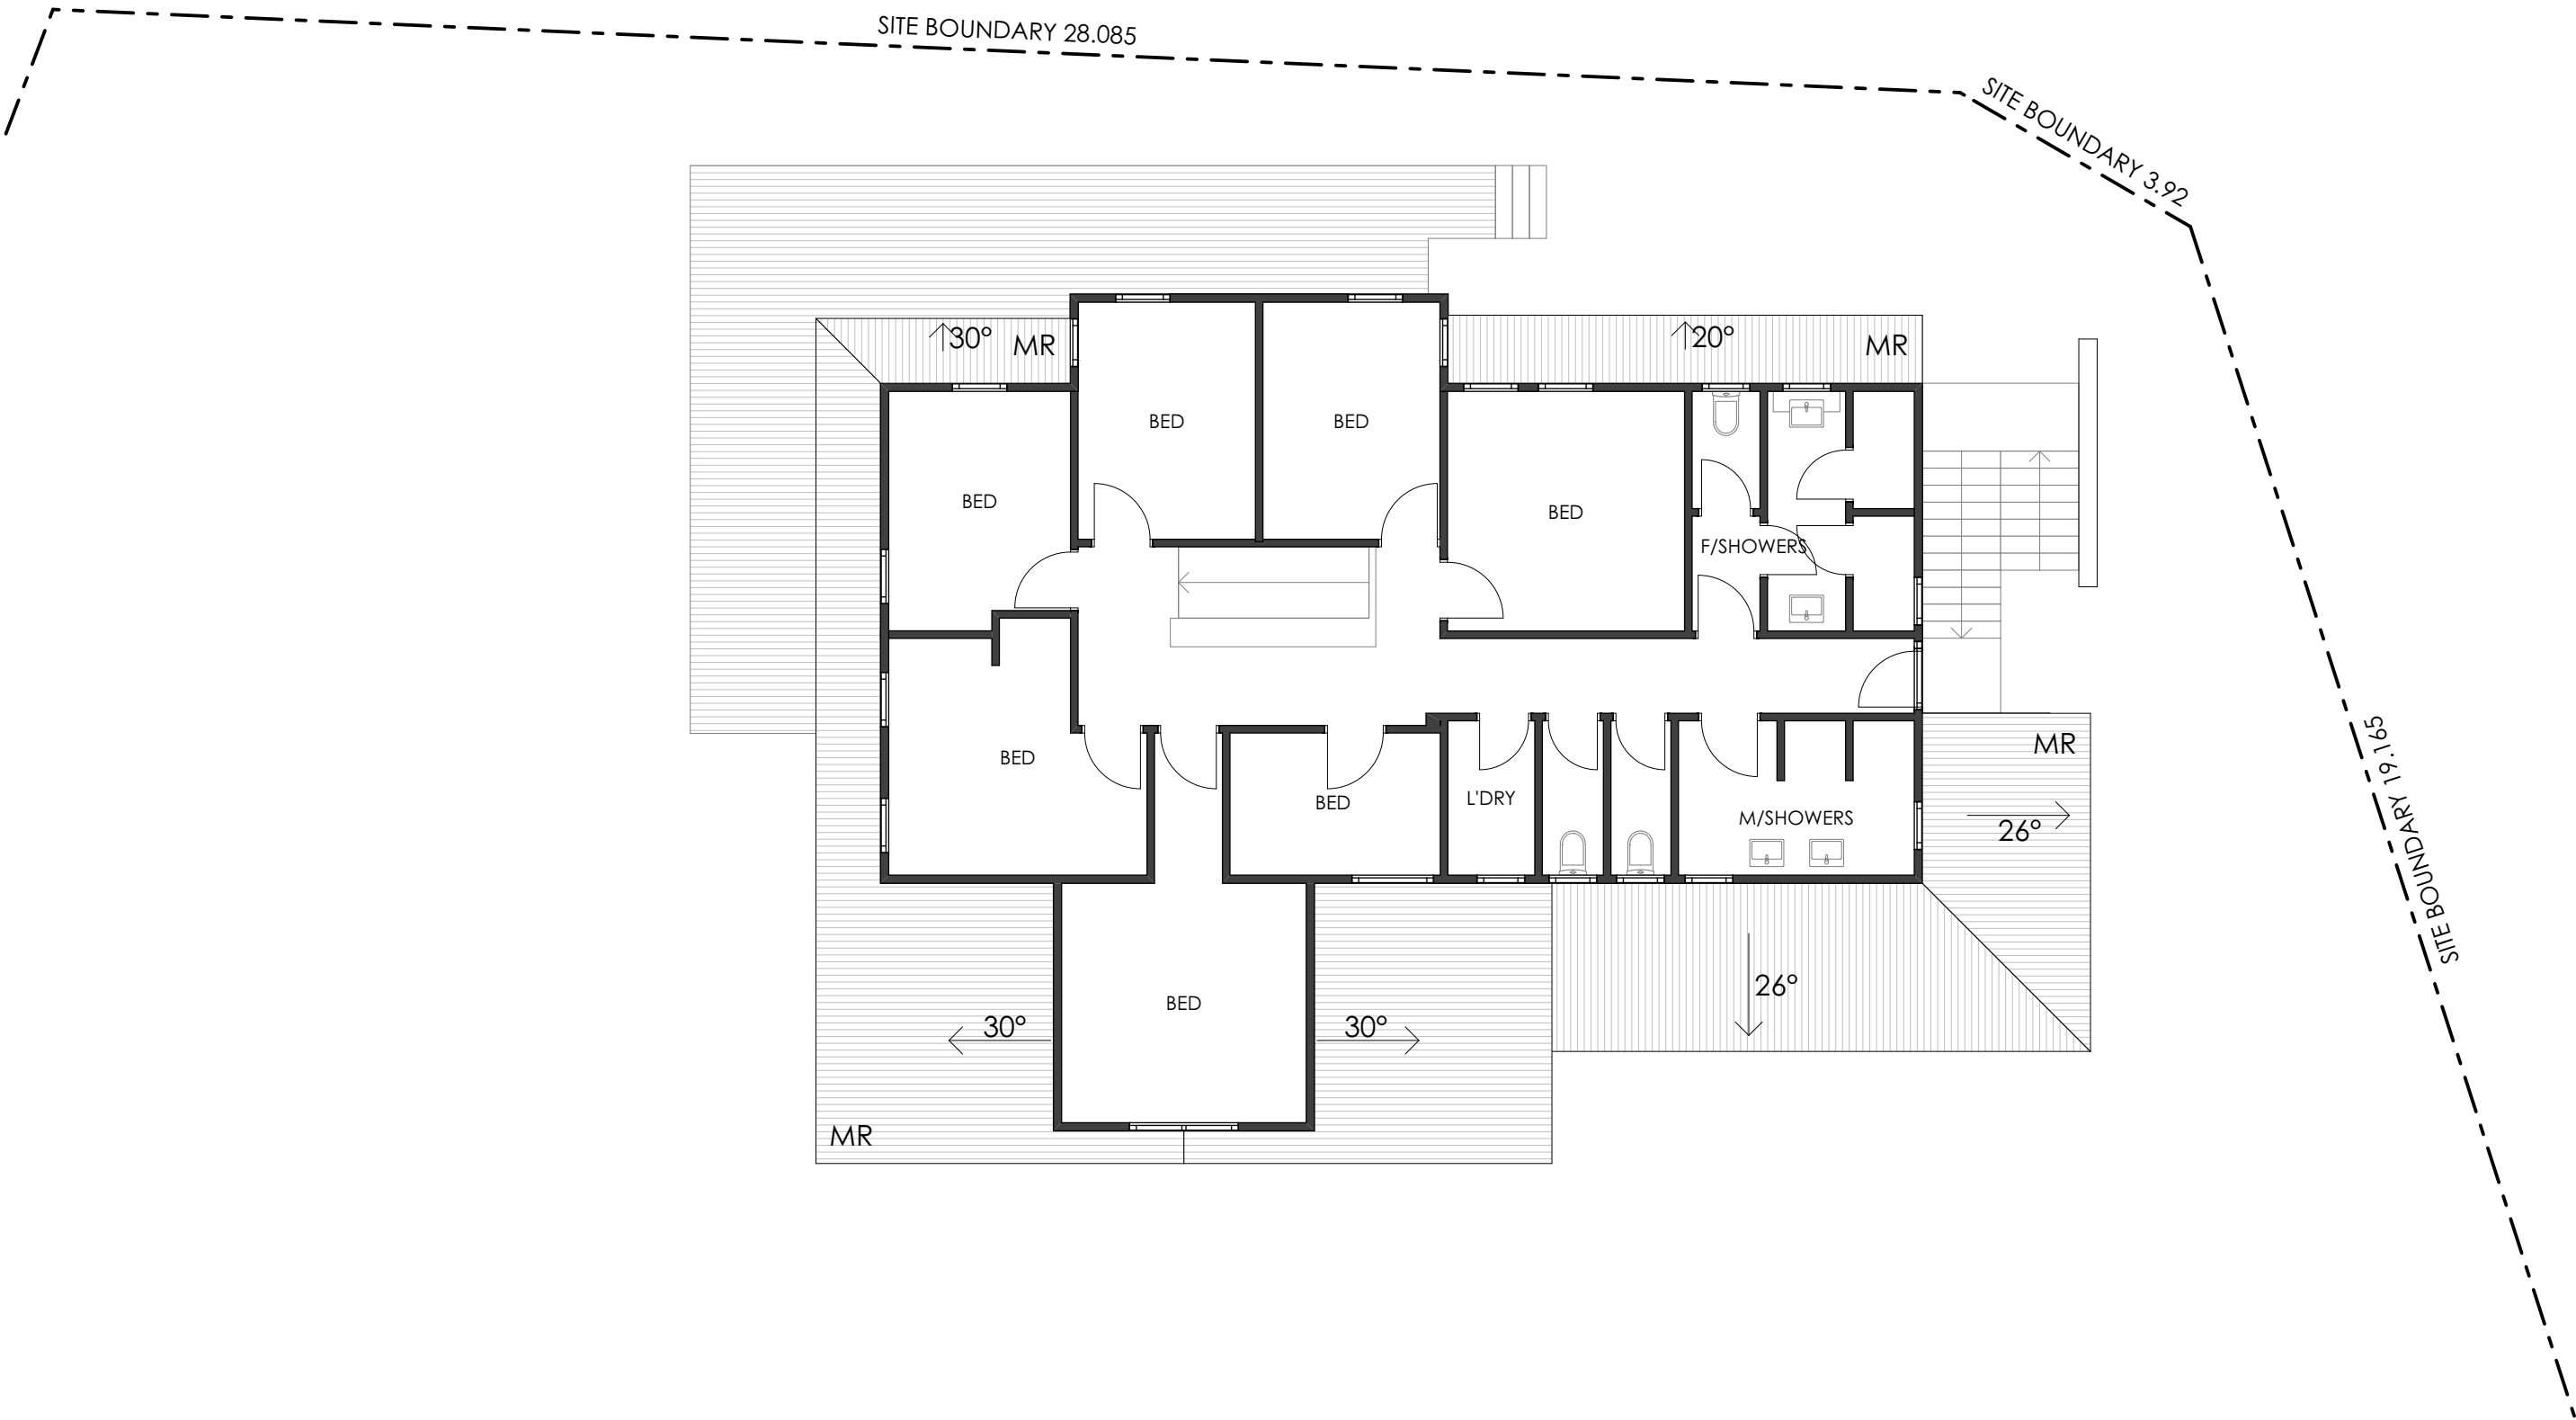 SITE BOUNDARY 28.085
SITE BOUNDARY 3.92
30°
MR
20°
MR
BED
BED
BED
BED
F/SHOWERS
SITE BOUNDARY 19.165
MR
BED
BED
L'DRY
M/SHOWERS
26°
BED
26°
30°
30°
MR